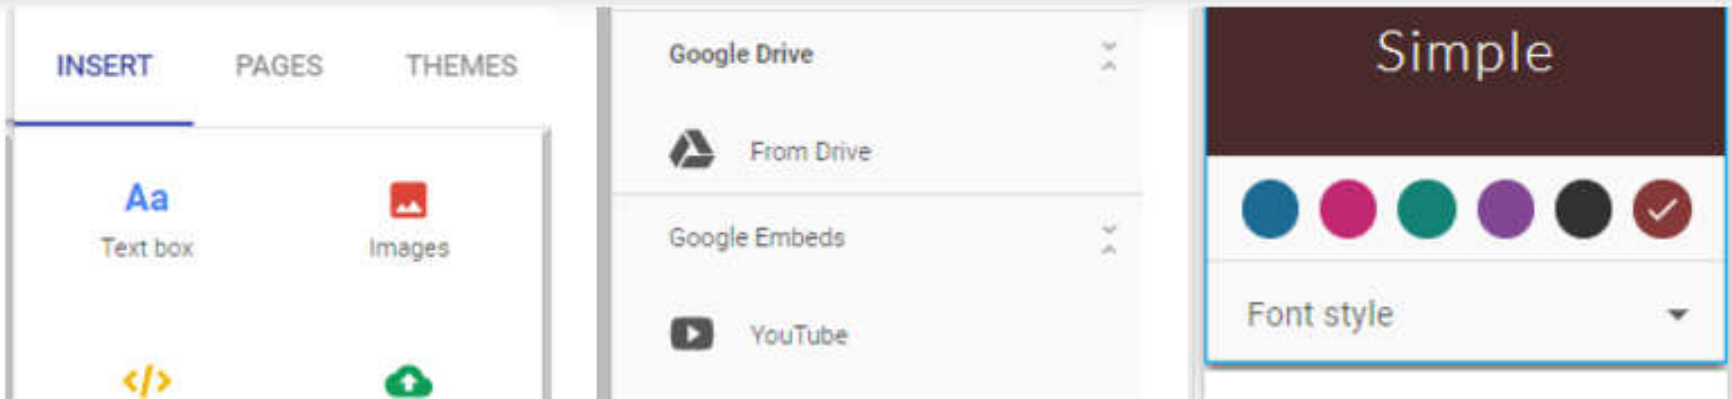 INSERT PAGES THEMES
Aa
Text box
Images
Google Drive
From Drive
Google Embeds
YouTube
Simple
Font style